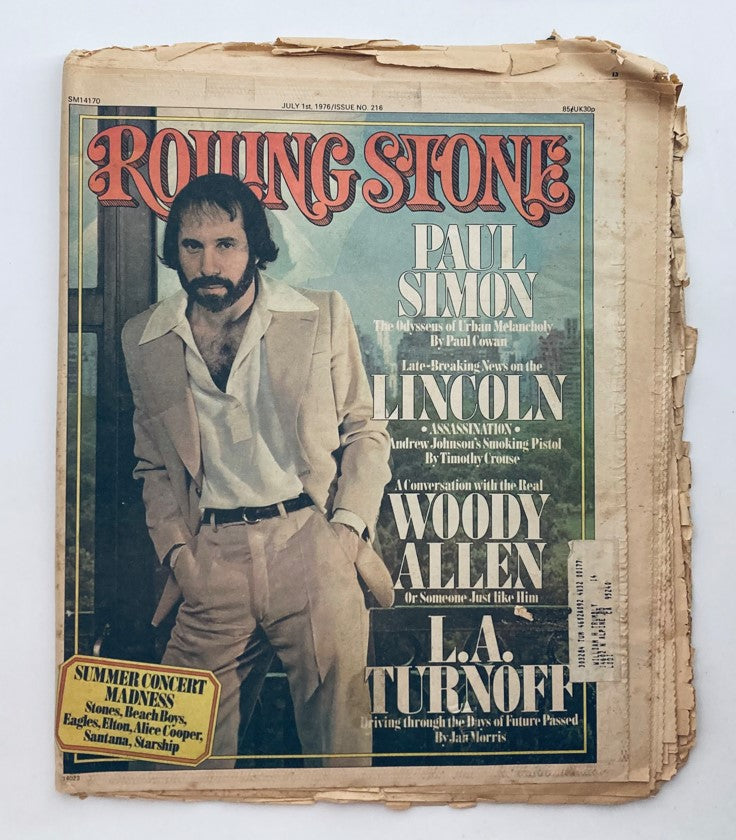 SM14170
JULY 1st, 1976/ISSUE NO. 216
85¢UK30p
ROLLING STONE®
PAUL
SIMON
The Odysseus of Urban Melancholy
By Paul Cowan
Late-Breaking News on the
LINCOLN
• ASSASSINATION •
Andrew Johnson's Smoking Pistol
By Timothy Crouse
A Conversation with the Real
WOODY
ALLEN
Or Someone Just like Him
L.A.
TURNOFF
Driving through the Days of Future Passed
By Jan Morris
SUMMER CONCERT
MADNESS
Stones, Beach Boys,
Eagles, Elton, Alice Cooper,
Santana, Starship